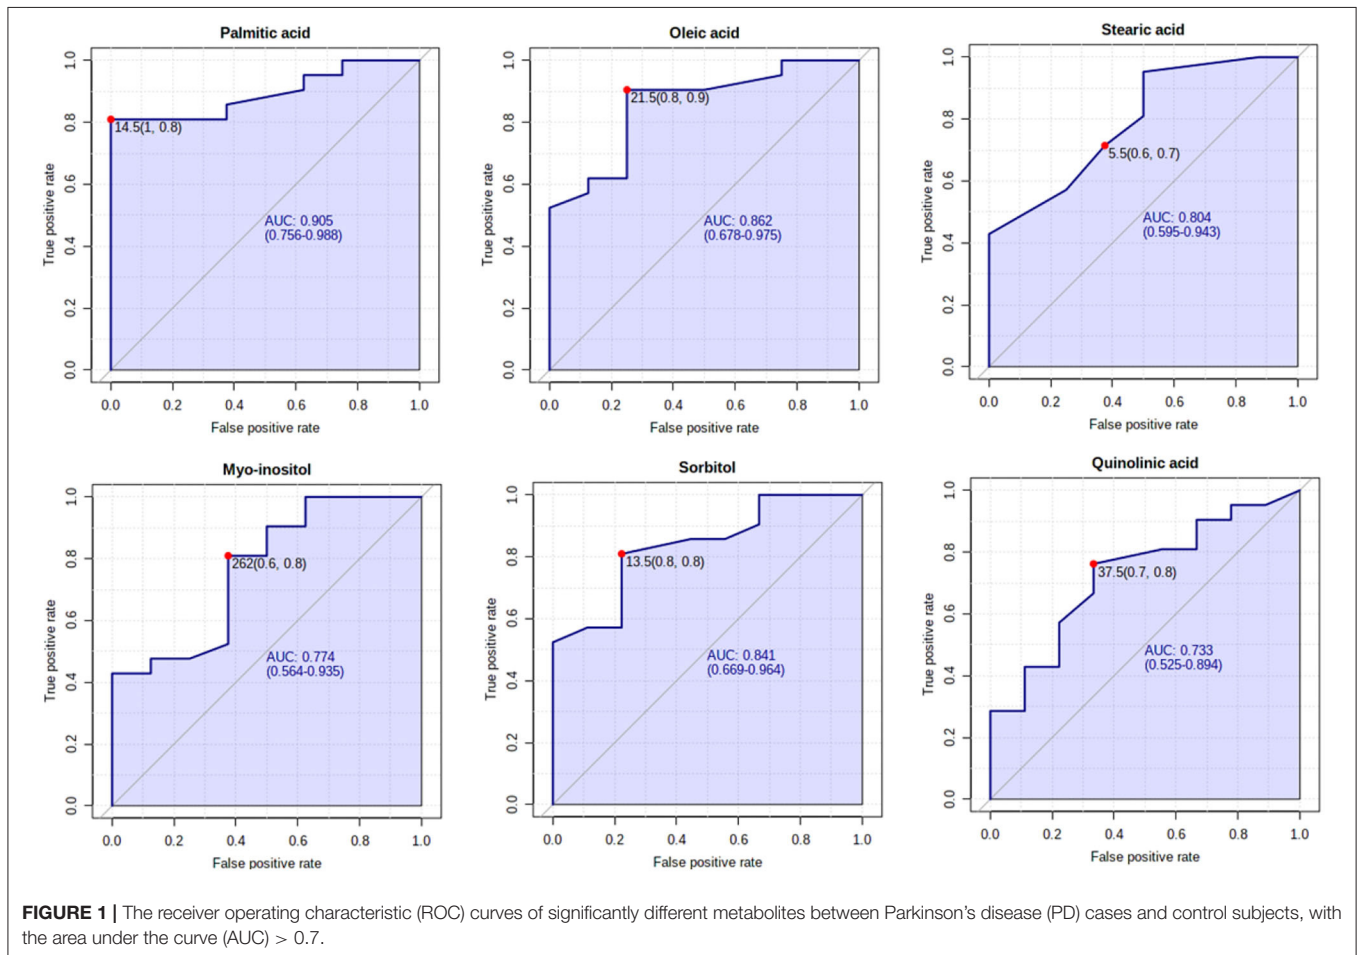 Palmitic acid
1.0
0.8
0.6
0.4
0.2
0.0
True positive rate
14.5(1, 0.8)
AUC: 0.905
(0.756-0.988)
0.0 0.2 0.4 0.6 0.8 1.0
False positive rate
Oleic acid
1.0
0.8
0.6
0.4
0.2
0.0
True positive rate
21.5(0.8, 0.9)
AUC: 0.862
(0.678-0.975)
0.0 0.2 0.4 0.6 0.8 1.0
False positive rate
Stearic acid
1.0
0.8
0.6
0.4
0.2
0.0
True positive rate
5.5(0.6, 0.7)
AUC: 0.804
(0.595-0.943)
0.0 0.2 0.4 0.6 0.8 1.0
False positive rate
Myo-inositol
1.0
0.8
0.6
0.4
0.2
0.0
True positive rate
262(0.6, 0.8)
AUC: 0.774
(0.564-0.935)
0.0 0.2 0.4 0.6 0.8 1.0
False positive rate
Sorbitol
1.0
0.8
0.6
0.4
0.2
0.0
True positive rate
13.5(0.8, 0.8)
AUC: 0.841
(0.669-0.964)
0.0 0.2 0.4 0.6 0.8 1.0
False positive rate
Quinolinic acid
1.0
0.8
0.6
0.4
0.2
0.0
True positive rate
37.5(0.7, 0.8)
AUC: 0.733
(0.525-0.894)
0.0 0.2 0.4 0.6 0.8 1.0
False positive rate
FIGURE 1 | The receiver operating characteristic (ROC) curves of significantly different metabolites between Parkinson's disease (PD) cases and control subjects, with
the area under the curve (AUC) > 0.7.